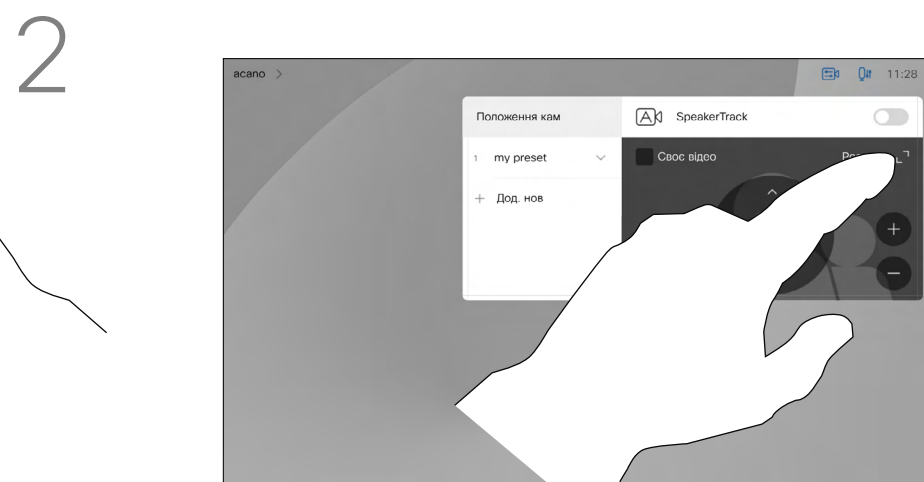 2
acano >
11:28
Положення кам
SpeakerTrack
1 my preset
Своє відео
+ Дод. нов